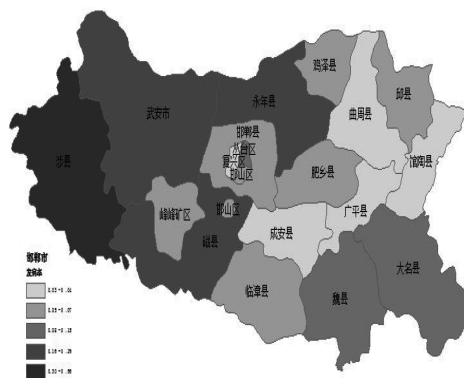 鸡泽县
邱县
永年县
曲周县
武安市
邯郸县
丛台区
复兴区
邯山区
馆陶县
肥乡县
涉县
峰峰矿区
邯山区
广平县
成安县
磁县
大名县
临漳县
魏县
邯郸市
发病率